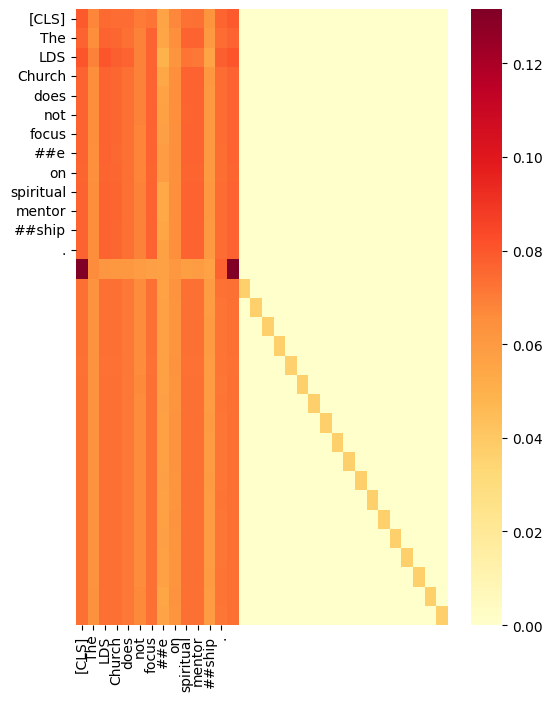 [CLS]
The
LDS
Church
does
not
focus
##e
on
spiritual
mentor
##ship
.
0.12
0.10
0.08
0.06
0.04
0.02
0.00
[CLS]
The
LDS
Church
does
not
focus
##e
on
spiritual
mentor
##ship
.